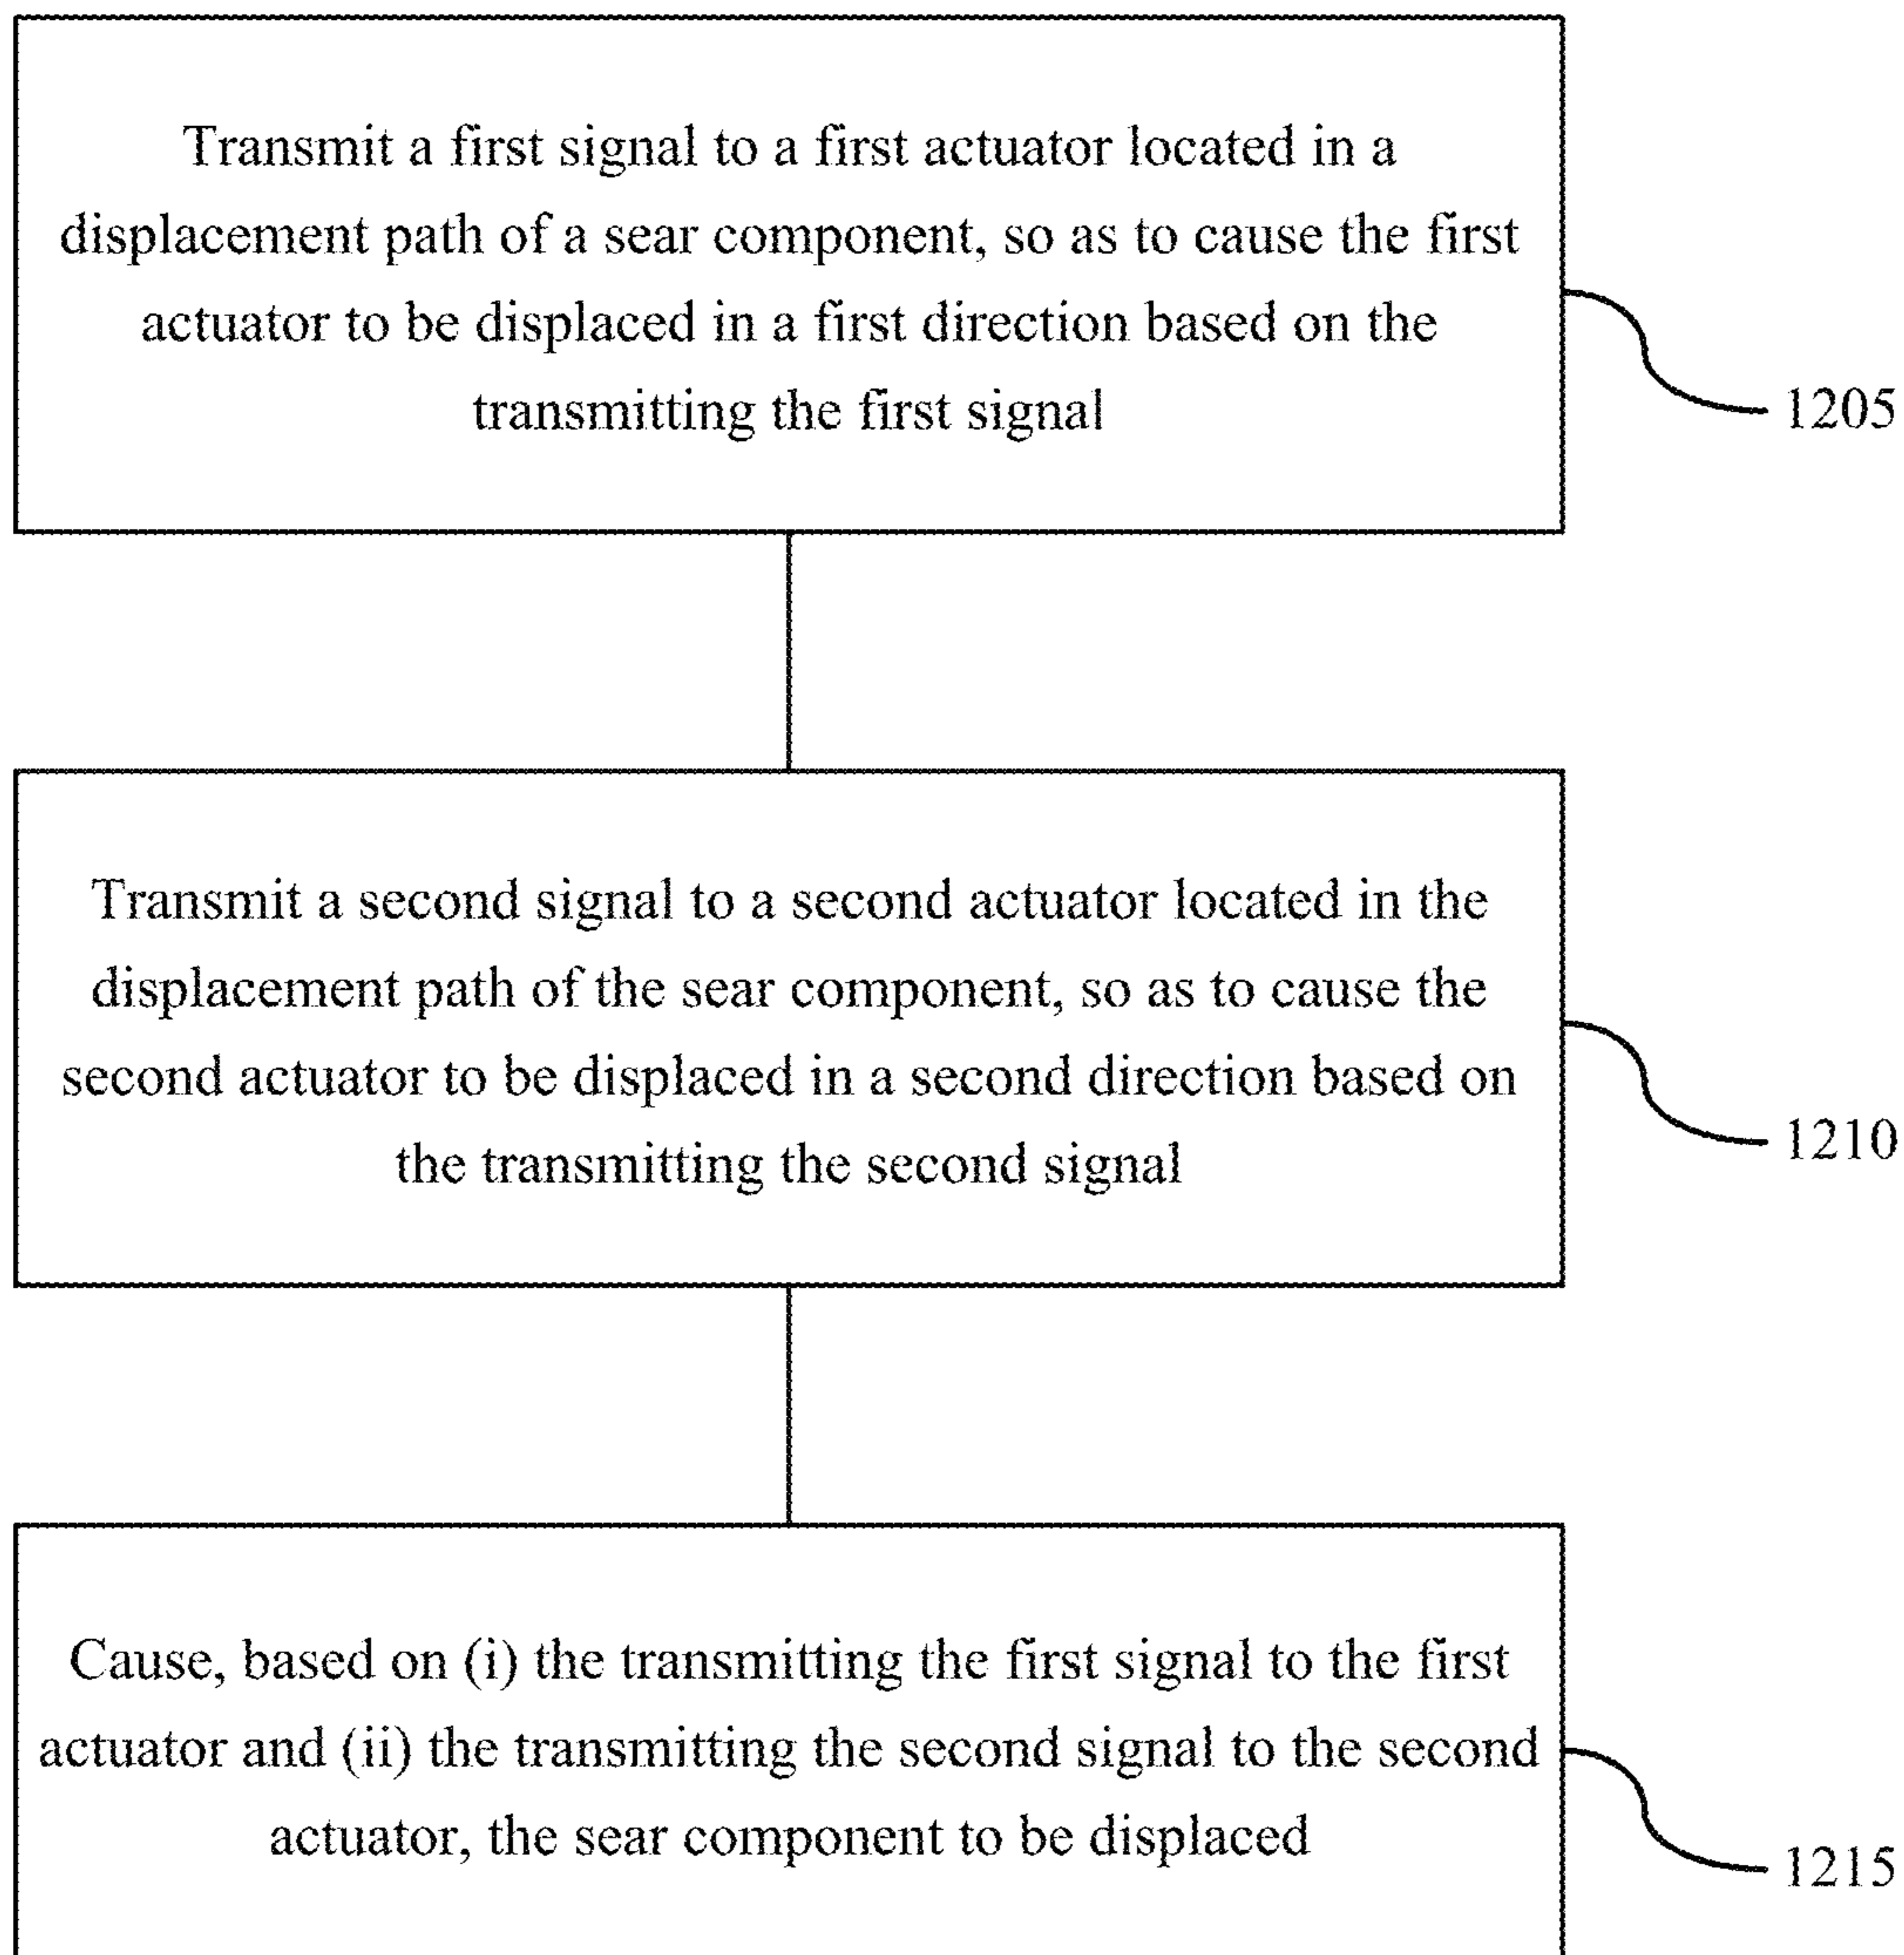 Transmit a first signal to a first actuator located in a
displacement path of a sear component, so as to cause the first
actuator to be displaced in a first direction based on the
transmitting the first signal
1205
Transmit a second signal to a second actuator located in the
displacement path of the sear component, so as to cause the
second actuator to be displaced in a second direction based on
the transmitting the second signal
1210
Cause, based on (i) the transmitting the first signal to the first
actuator and (ii) the transmitting the second signal to the second
actuator, the sear component to be displaced
1215